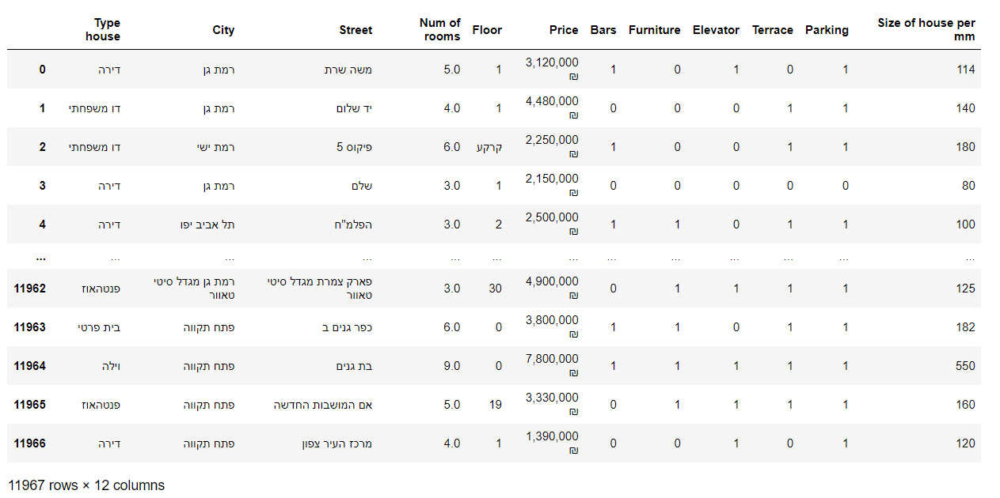 Type house City Street Num of rooms Floor Price Bars Furniture Elevator Terrace Parking Size of house per mm
0 דירה רמת גן משה שרת 5.0 1 3,120,000 ₪ 1 0 1 0 1 114
1 דו משפחתי רמת גן יד שלום 4.0 1 4,480,000 ₪ 0 0 0 1 1 140
2 דו משפחתי רמת ישי פיקוס 5 6.0 קרקע 2,250,000 ₪ 1 0 0 1 1 180
3 דירה רמת גן שלם 3.0 1 2,150,000 ₪ 0 0 0 0 0 80
4 דירה תל אביב יפו הפלמ"ח 3.0 2 2,500,000 ₪ 1 1 0 1 1 100
... ... ... ... ... ... ... ... ... ... ... ... ...
11962 פנטהאוז רמת גן מגדל סיטי טאוור פארק צמרת מגדל סיטי טאוור 3.0 30 4,900,000 ₪ 0 1 1 1 1 125
11963 בית פרטי פתח תקווה כפר גנים ב 6.0 0 3,800,000 ₪ 1 1 0 1 1 182
11964 וילה פתח תקווה בת גנים 9.0 0 7,800,000 ₪ 1 1 1 1 1 550
11965 פנטהאוז פתח תקווה אם המושבות החדשה 5.0 19 3,330,000 ₪ 0 1 1 1 1 160
11966 דירה פתח תקווה מרכז העיר צפון 4.0 1 1,390,000 ₪ 0 0 1 0 1 120
11967 rows × 12 columns